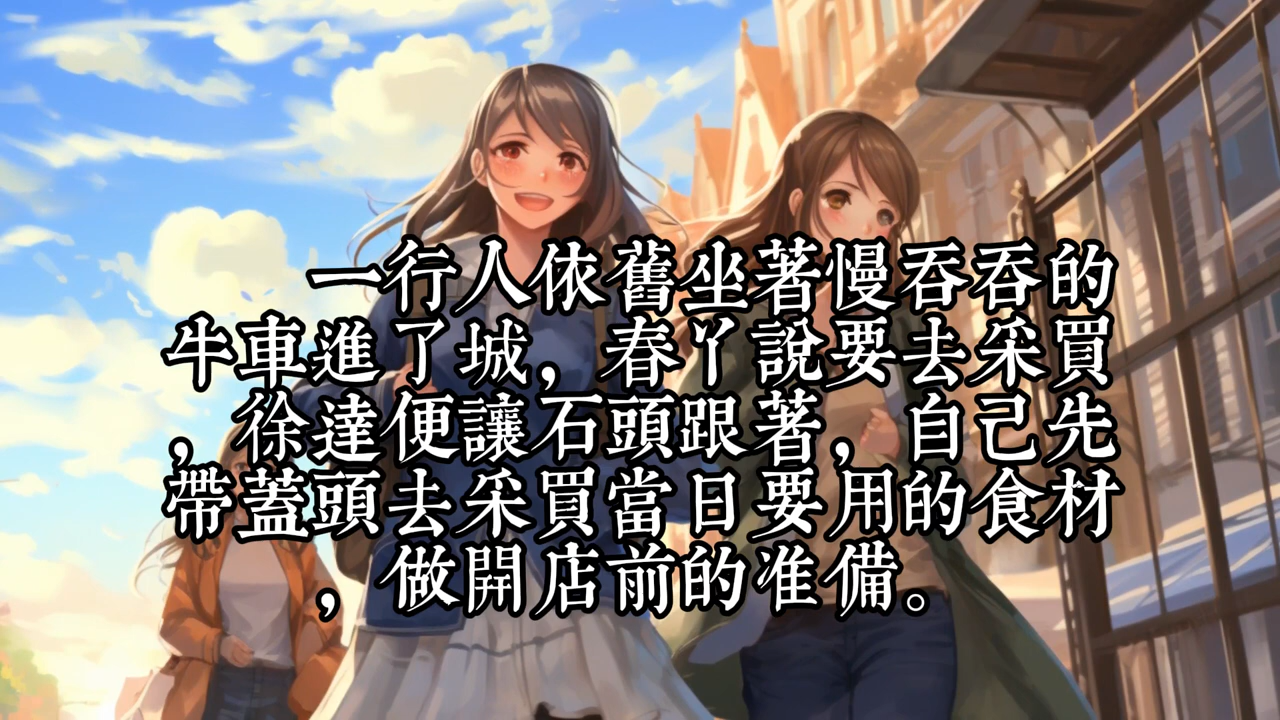 一行人依舊坐著慢吞吞的
牛車進了城，春丫說要去采買
，徐達便讓石頭跟著，自己先
帶蓋頭去采買當日要用的食材
，做開店前的准備。